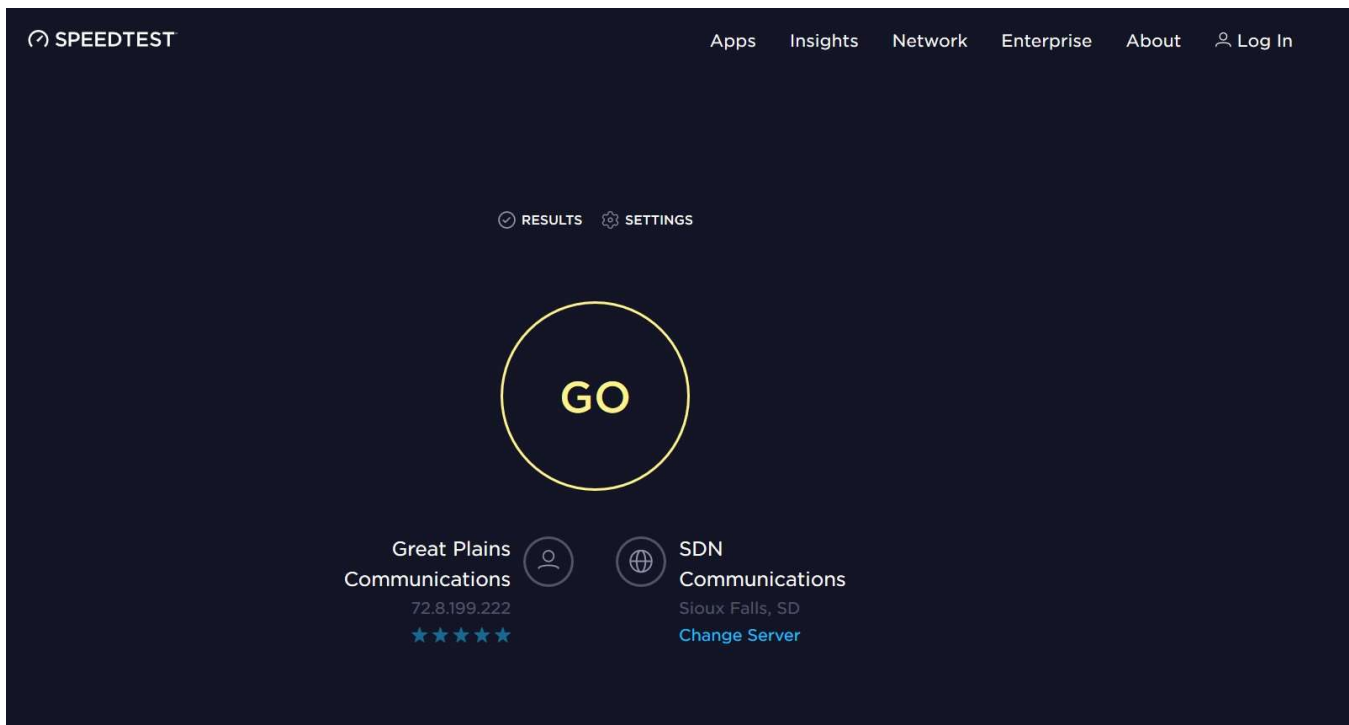 SPEEDTEST
Apps Insights Network Enterprise About Log In
RESULTS SETTINGS
GO
Great Plains
Communications
72.8.199.222
SDN
Communications
Sioux Falls, SD
Change Server